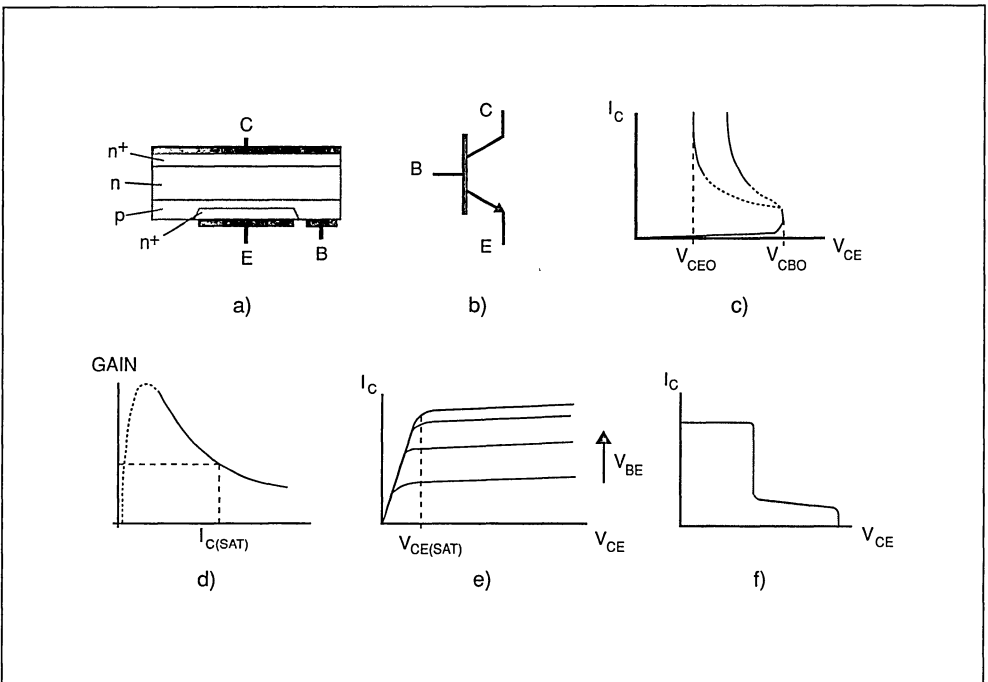 C
n+
n
p
n+
E
B
a)
C
B
E
b)
IC
VCEO
VCBO
VCE
c)
GAIN
IC(SAT)
d)
IC
VBE
VCE(SAT)
VCE
e)
IC
VCE
f)